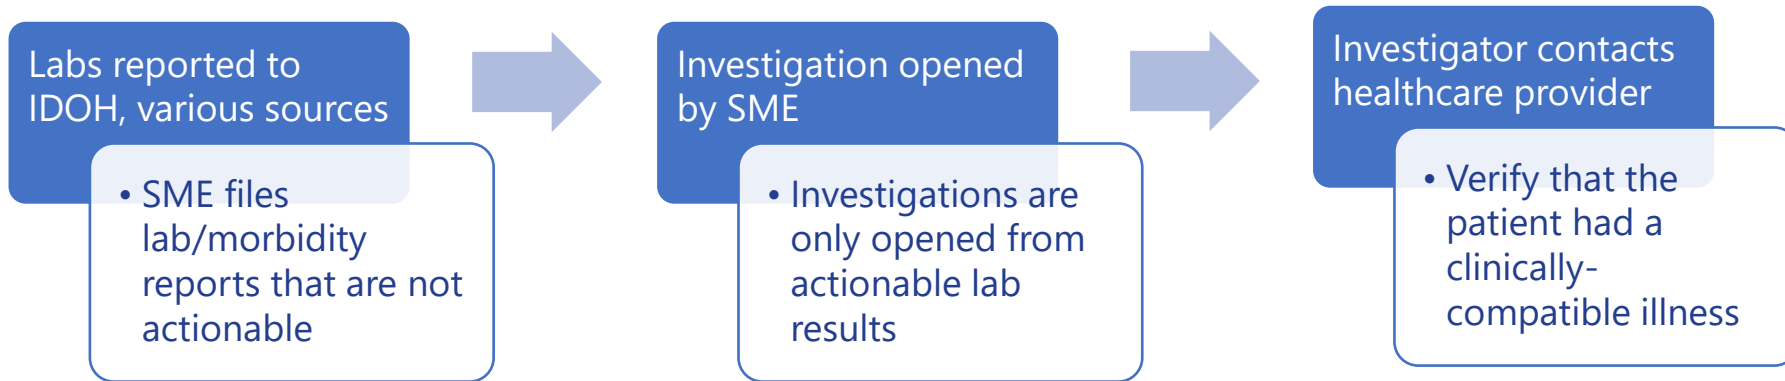 Labs reported to
IDOH, various sources
• SME files
lab/morbidity
reports that are not
actionable
Investigation opened
by SME
• Investigations are
only opened from
actionable lab
results
Investigator contacts
healthcare provider
• Verify that the
patient had a
clinically-
compatible illness